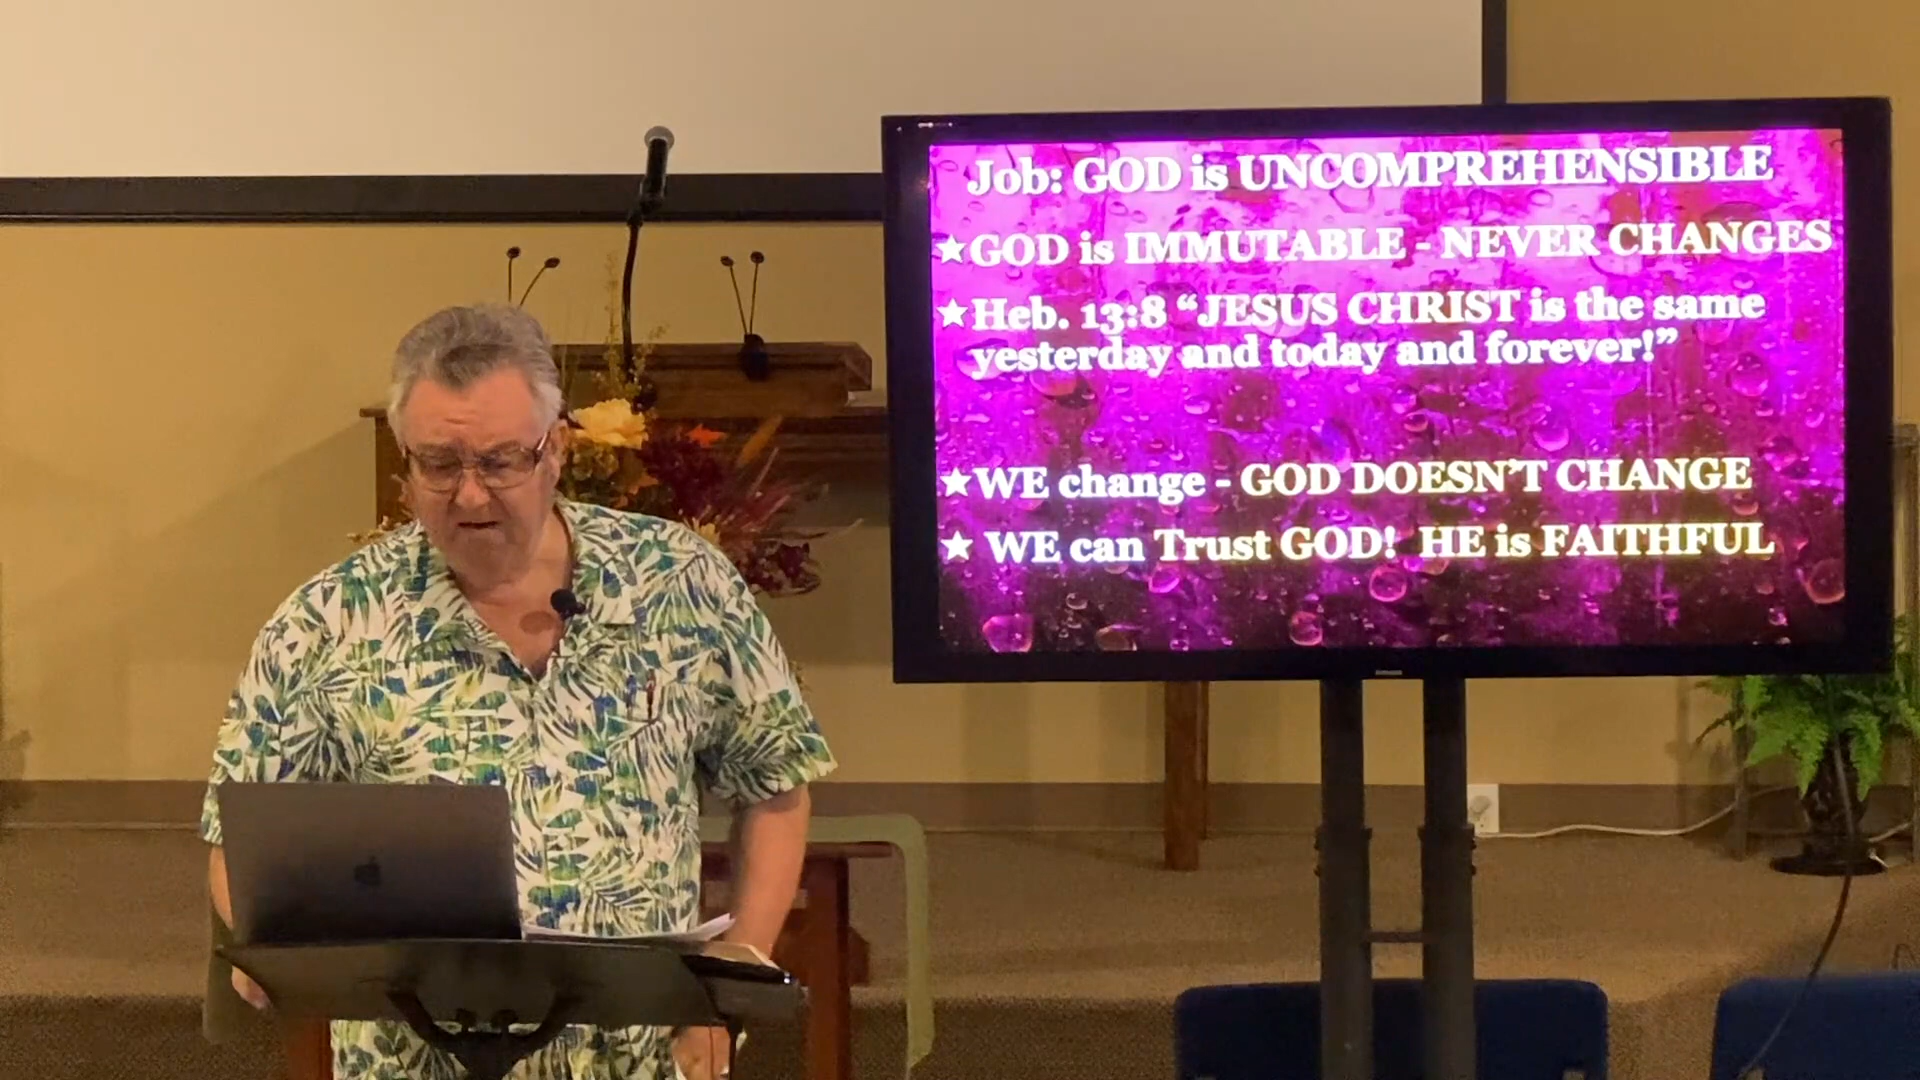 Job: GOD is UNCOMPREHENSIBLE
★GOD is IMMUTABLE - NEVER CHANGES
★Heb. 13:8 “JESUS CHRIST is the same
yesterday and today and forever!”
★WE change - GOD DOESN’T CHANGE
★ WE can Trust GOD! HE is FAITHFUL